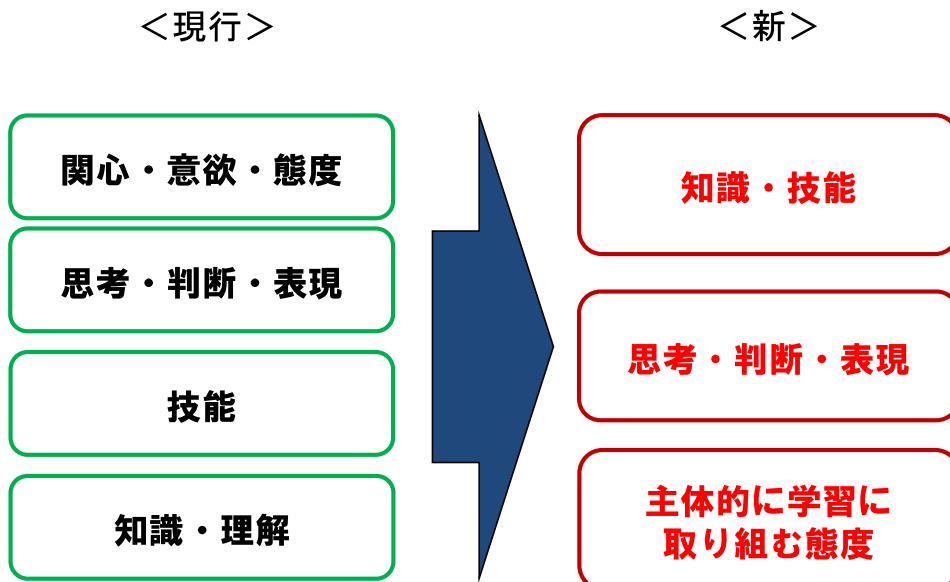 ＜現行＞
関心・意欲・態度
思考・判断・表現
技能
知識・理解
＜新＞
知識・技能
思考・判断・表現
主体的に学習に
取り組む態度